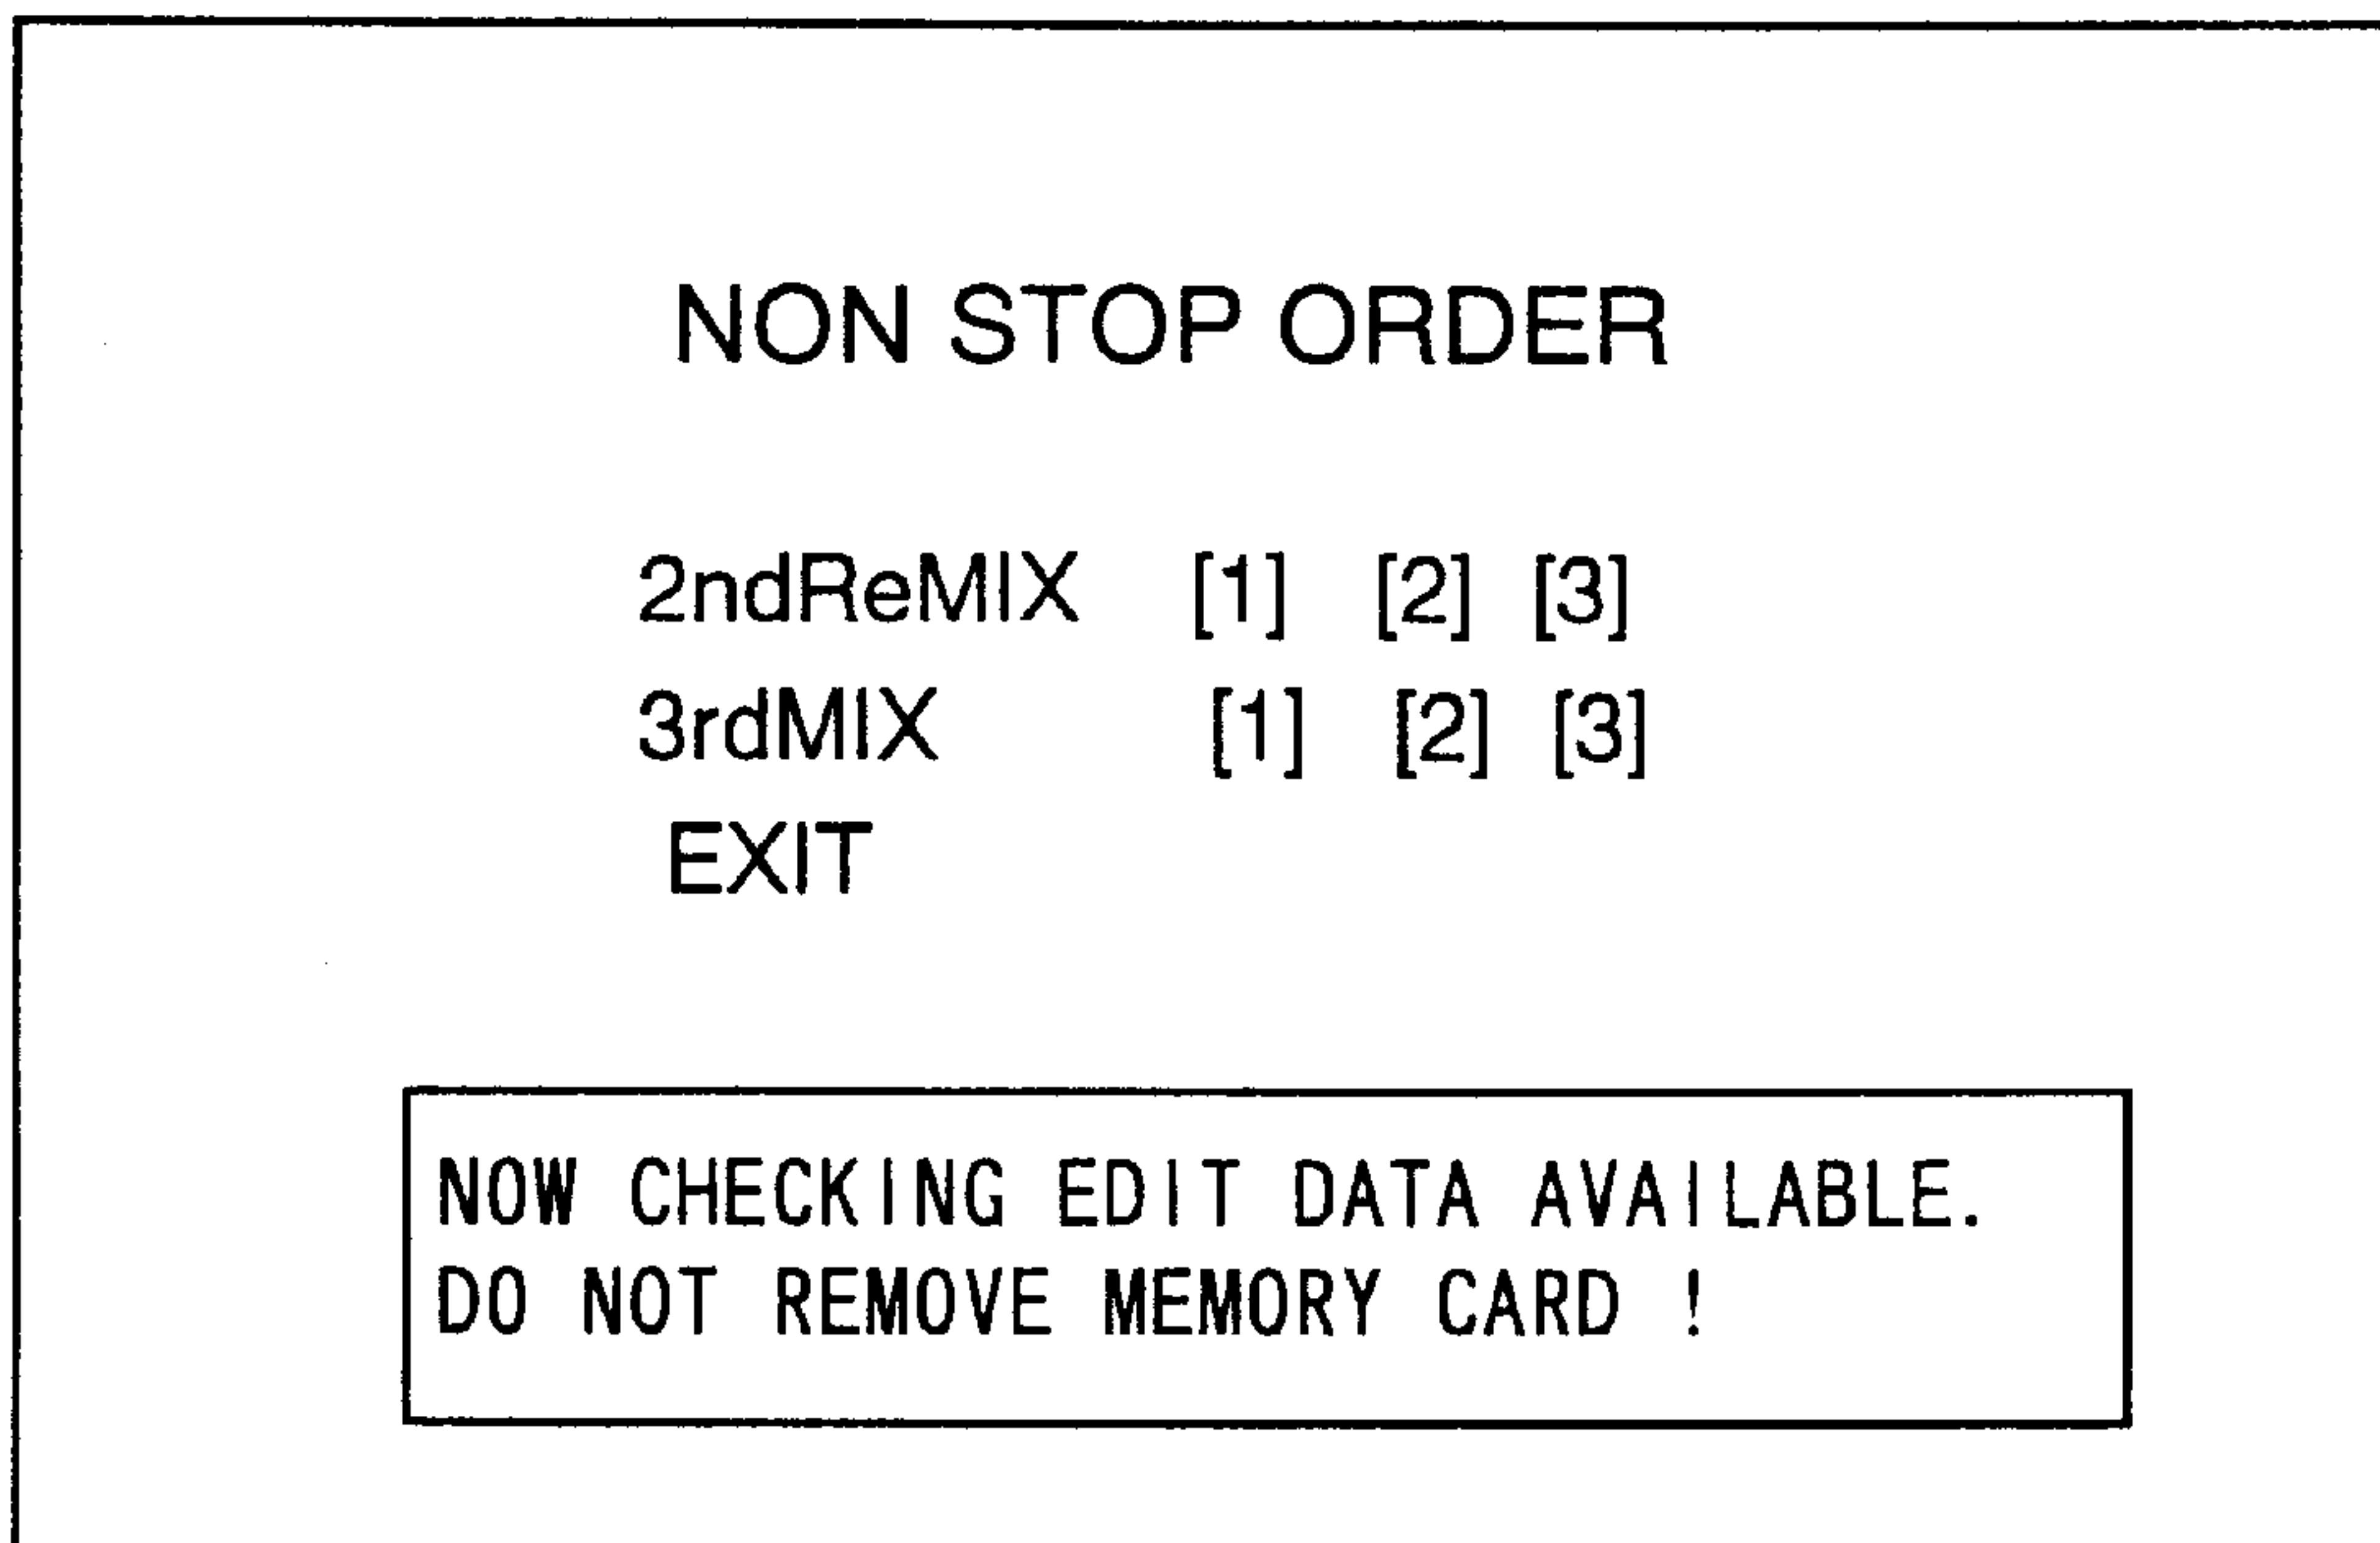 NON STOP ORDER
2ndReMIX [1] [2] [3]
3rdMIX [1] [2] [3]
EXIT
NOW CHECKING EDIT DATA AVAILABLE.
DO NOT REMOVE MEMORY CARD !